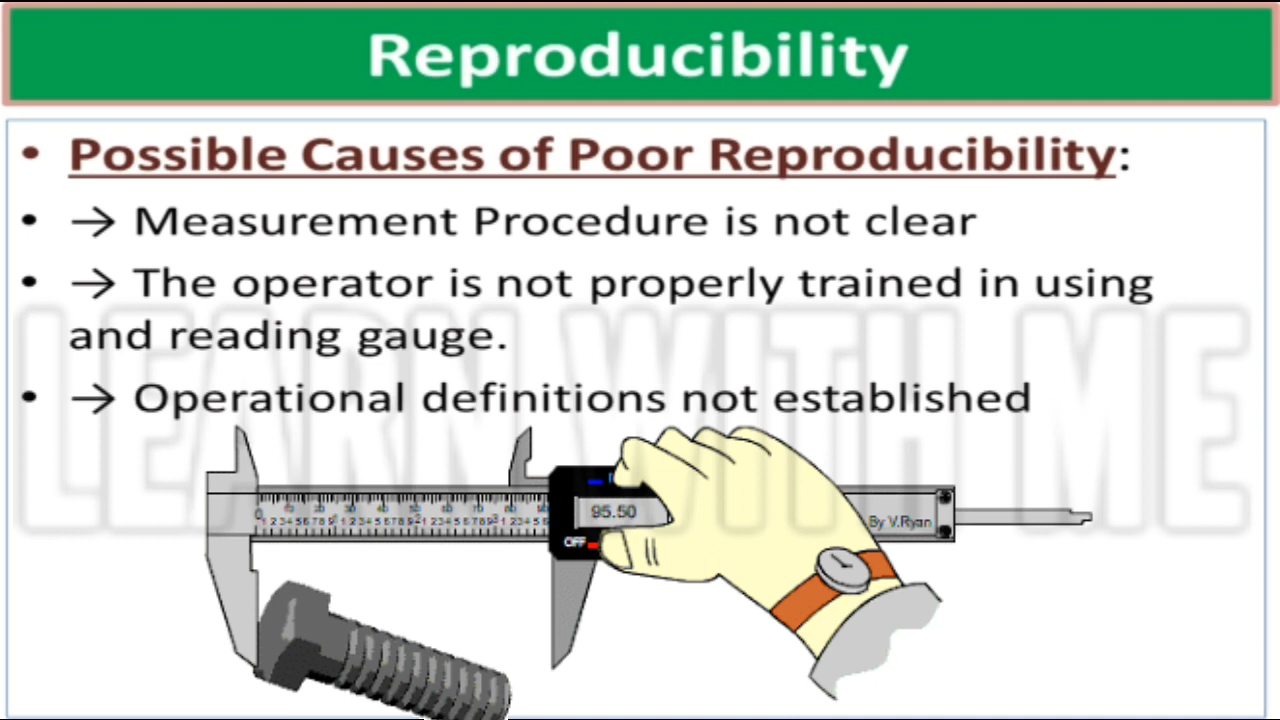 Reproducibility
• Possible Causes of Poor Reproducibility:
• → Measurement Procedure is not clear
• → The operator is not properly trained in using
and reading gauge.
• → Operational definitions not established
LEARN WITH ME
95.50
OFF
By V.Ryan